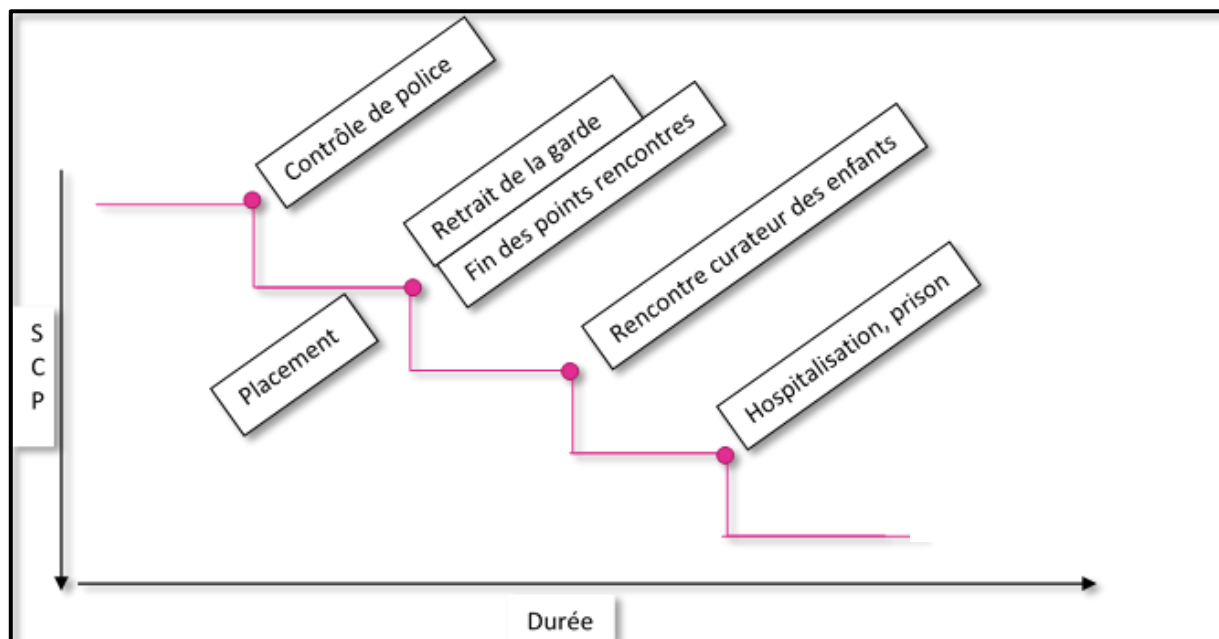 Contrôle de police
Retrait de la garde
Fin des points rencontres
Rencontre curateur des enfants
Placement
Hospitalisation, prison
S
C
P
Durée